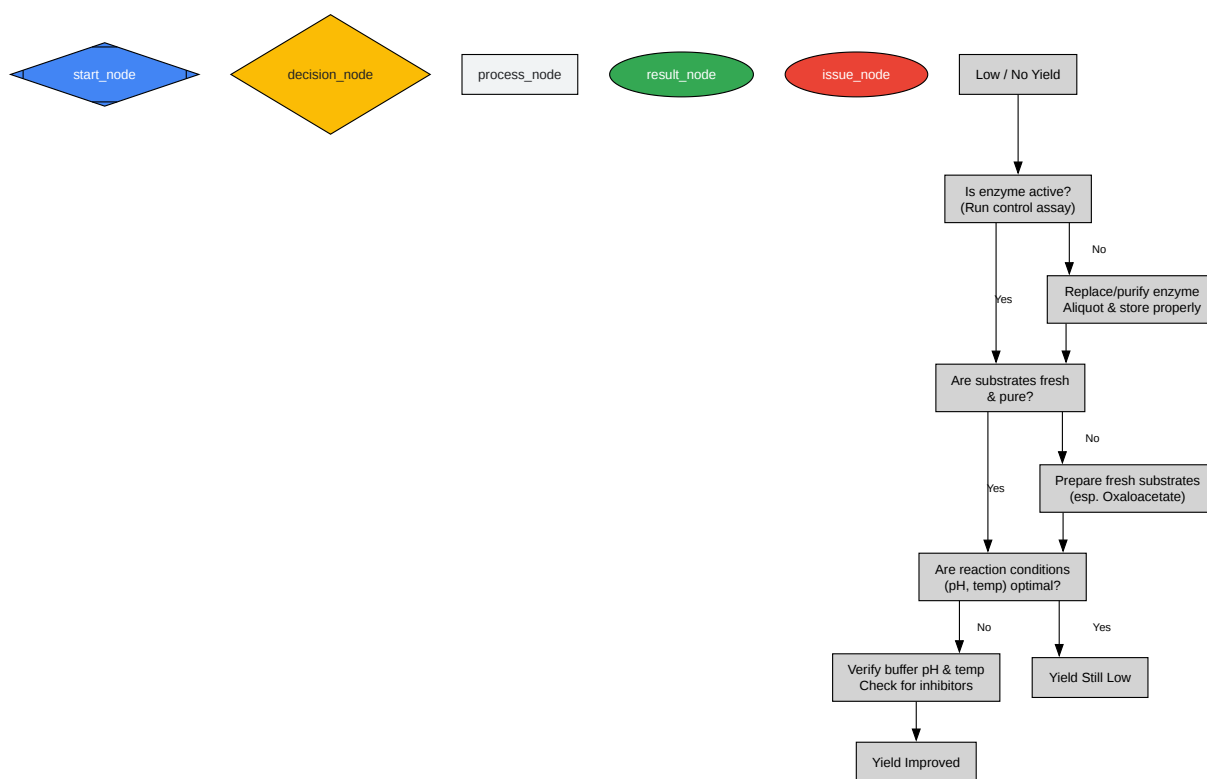 start_node
decision_node
process_node
result_node
issue_node
Low / No Yield
Is enzyme active?
(Run control assay)
No
Yes
Replace/purify enzyme
Aliquot & store properly
Are substrates fresh
& pure?
No
Yes
Prepare fresh substrates
(esp. Oxaloacetate)
Are reaction conditions
(pH, temp) optimal?
No
Yes
Verify buffer pH & temp
Check for inhibitors
Yield Still Low
Yield Improved